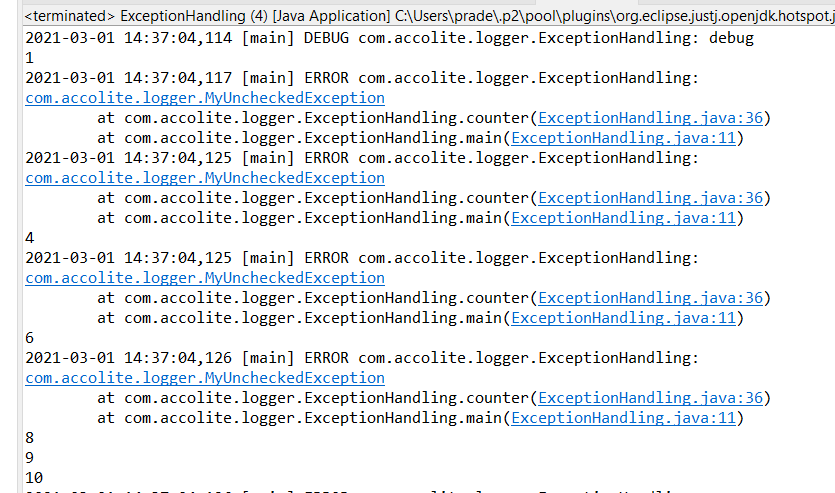 <terminated> ExceptionHandling (4) [Java Application] C:\Users\prade\.p2\pool\plugins\org.eclipse.justj.openjdk.hotspot.j
2021-03-01 14:37:04,114 [main] DEBUG com.accolite.logger.ExceptionHandling: debug
1
2021-03-01 14:37:04,117 [main] ERROR com.accolite.logger.ExceptionHandling:
com.accolite.logger.MyUncheckedException
at com.accolite.logger.ExceptionHandling.counter(ExceptionHandling.java:36)
at com.accolite.logger.ExceptionHandling.main(ExceptionHandling.java:11)
2021-03-01 14:37:04,125 [main] ERROR com.accolite.logger.ExceptionHandling:
com.accolite.logger.MyUncheckedException
at com.accolite.logger.ExceptionHandling.counter(ExceptionHandling.java:36)
at com.accolite.logger.ExceptionHandling.main(ExceptionHandling.java:11)
4
2021-03-01 14:37:04,125 [main] ERROR com.accolite.logger.ExceptionHandling:
com.accolite.logger.MyUncheckedException
at com.accolite.logger.ExceptionHandling.counter(ExceptionHandling.java:36)
at com.accolite.logger.ExceptionHandling.main(ExceptionHandling.java:11)
6
2021-03-01 14:37:04,126 [main] ERROR com.accolite.logger.ExceptionHandling:
com.accolite.logger.MyUncheckedException
at com.accolite.logger.ExceptionHandling.counter(ExceptionHandling.java:36)
at com.accolite.logger.ExceptionHandling.main(ExceptionHandling.java:11)
8
9
10